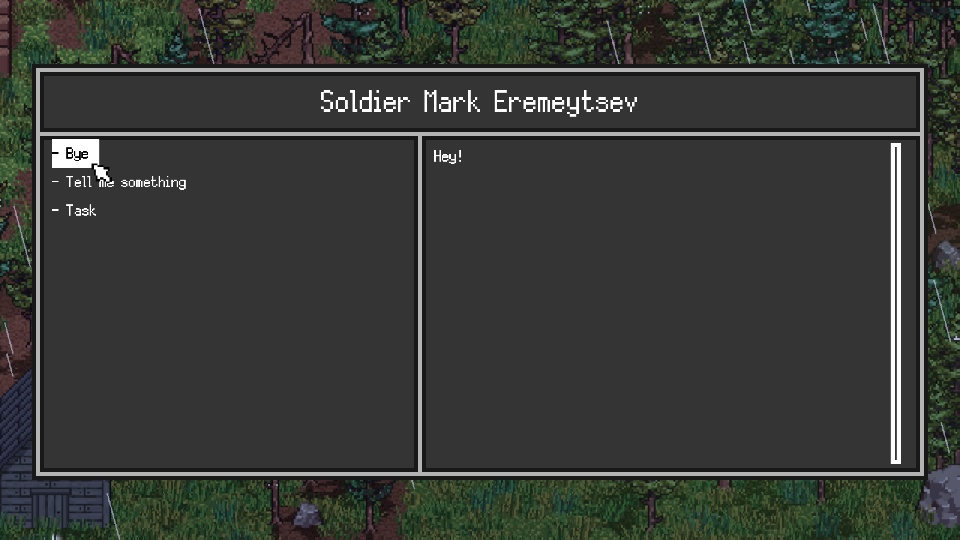 Soldier Mark Eremeytsev
- Bye
- Tell me something
- Task
Hey!